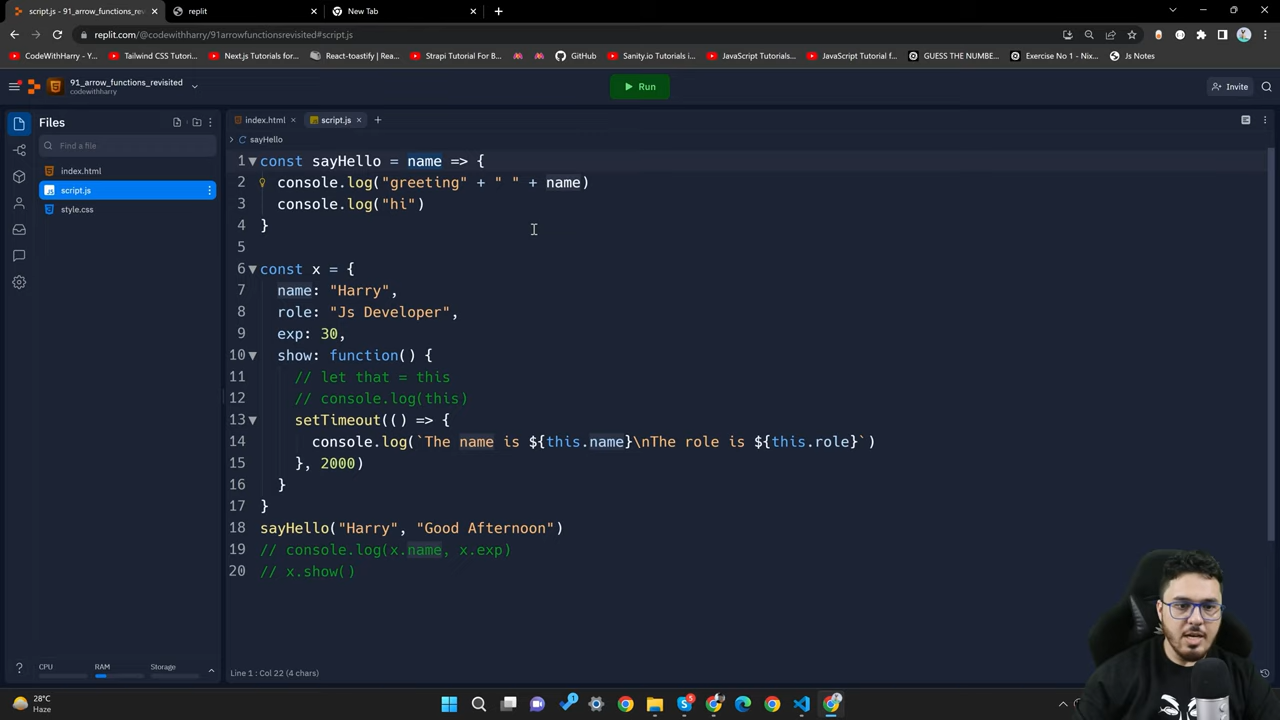 script.js - 91_arrow_functions_re
replit
New Tab
replit.com/@codewithharry/91arrowfunctionsrevisited#script.js
CodeWithHarry - Y...
Tailwind CSS Tutori...
Next.js Tutorials for...
React-toastify | Re...
Strapi Tutorial For B...
GitHub
Sanity.io Tutorials i...
JavaScript Tutorials...
JavaScript Tutorial f...
GUESS THE NUMBE...
Exercise No 1 - Nix...
Js Notes
91_arrow_functions_revisited
codewithharry
Run
Invite
Files
Find a file
index.html
script.js
style.css
index.html
script.js
sayHello
1 const sayHello = name => {
2 console.log("greeting" + " " + name)
3 console.log("hi")
4 }
5
6 const x = {
7 name: "Harry",
8 role: "Js Developer",
9 exp: 30,
10 show: function() {
11 // let that = this
12 // console.log(this)
13 setTimeout(() => {
14 console.log(`The name is ${this.name}\nThe role is ${this.role}`)
15 }, 2000)
16 }
17 }
18 sayHello("Harry", "Good Afternoon")
19 // console.log(x.name, x.exp)
20 // x.show()
CPU
RAM
Storage
Line 1 : Col 22 (4 chars)
28°C
Haze